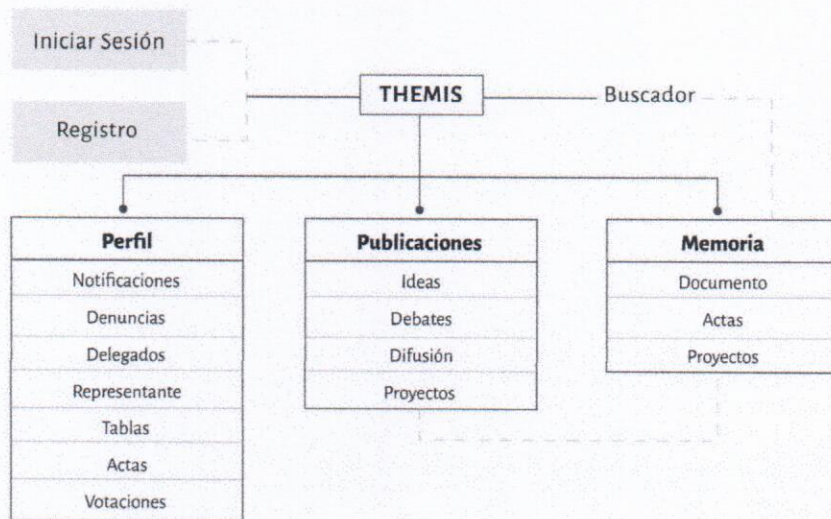 Iniciar Sesión
THEMIS
Buscador
Registro
Perfil
Notificaciones
Denuncias
Delegados
Representante
Tablas
Actas
Votaciones
Publicaciones
Ideas
Debates
Difusión
Proyectos
Memoria
Documento
Actas
Proyectos